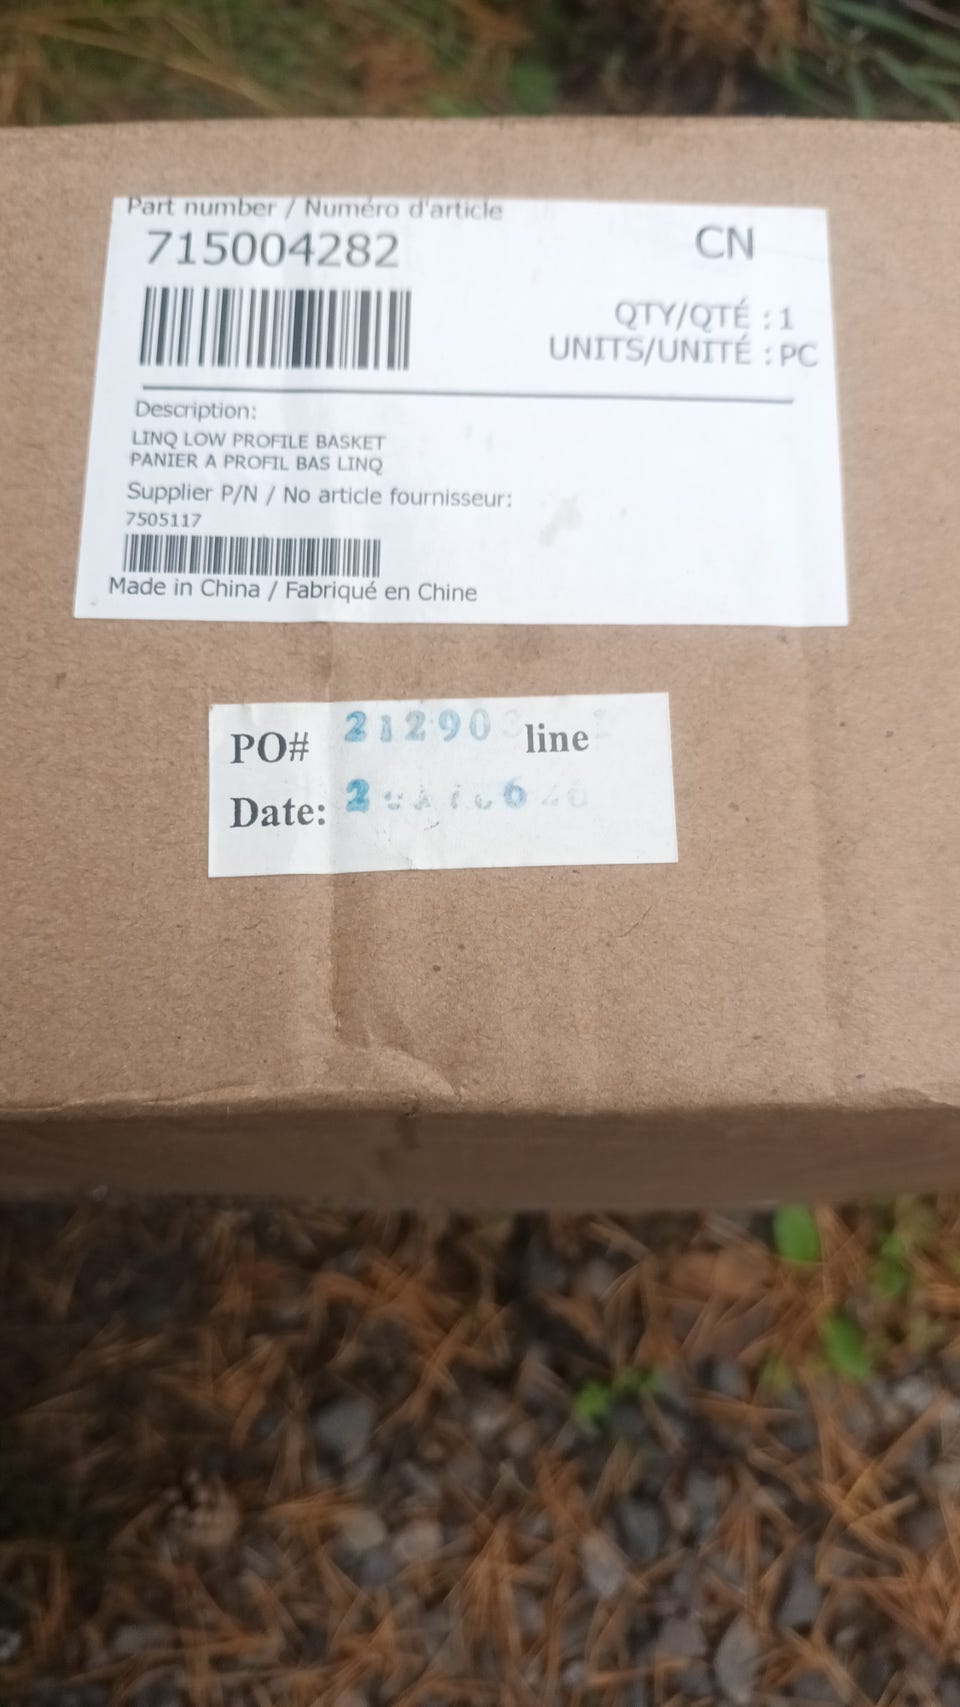 Part number / Numéro d'article
715004282
CN
QTY/QTÉ : 1
UNITS/UNITÉ : PC
Description:
LINQ LOW PROFILE BASKET
PANIER A PROFIL BAS LINQ
Supplier P/N / No article fournisseur:
7505117
Made in China / Fabriqué en Chine
PO# line
Date: